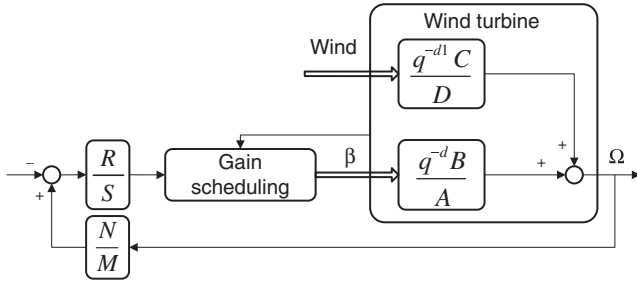 Wind turbine
Wind
q^{-d1} C
D
+
−
R
S
Gain
scheduling
β
q^{-d} B
A
+
Ω
+
N
M